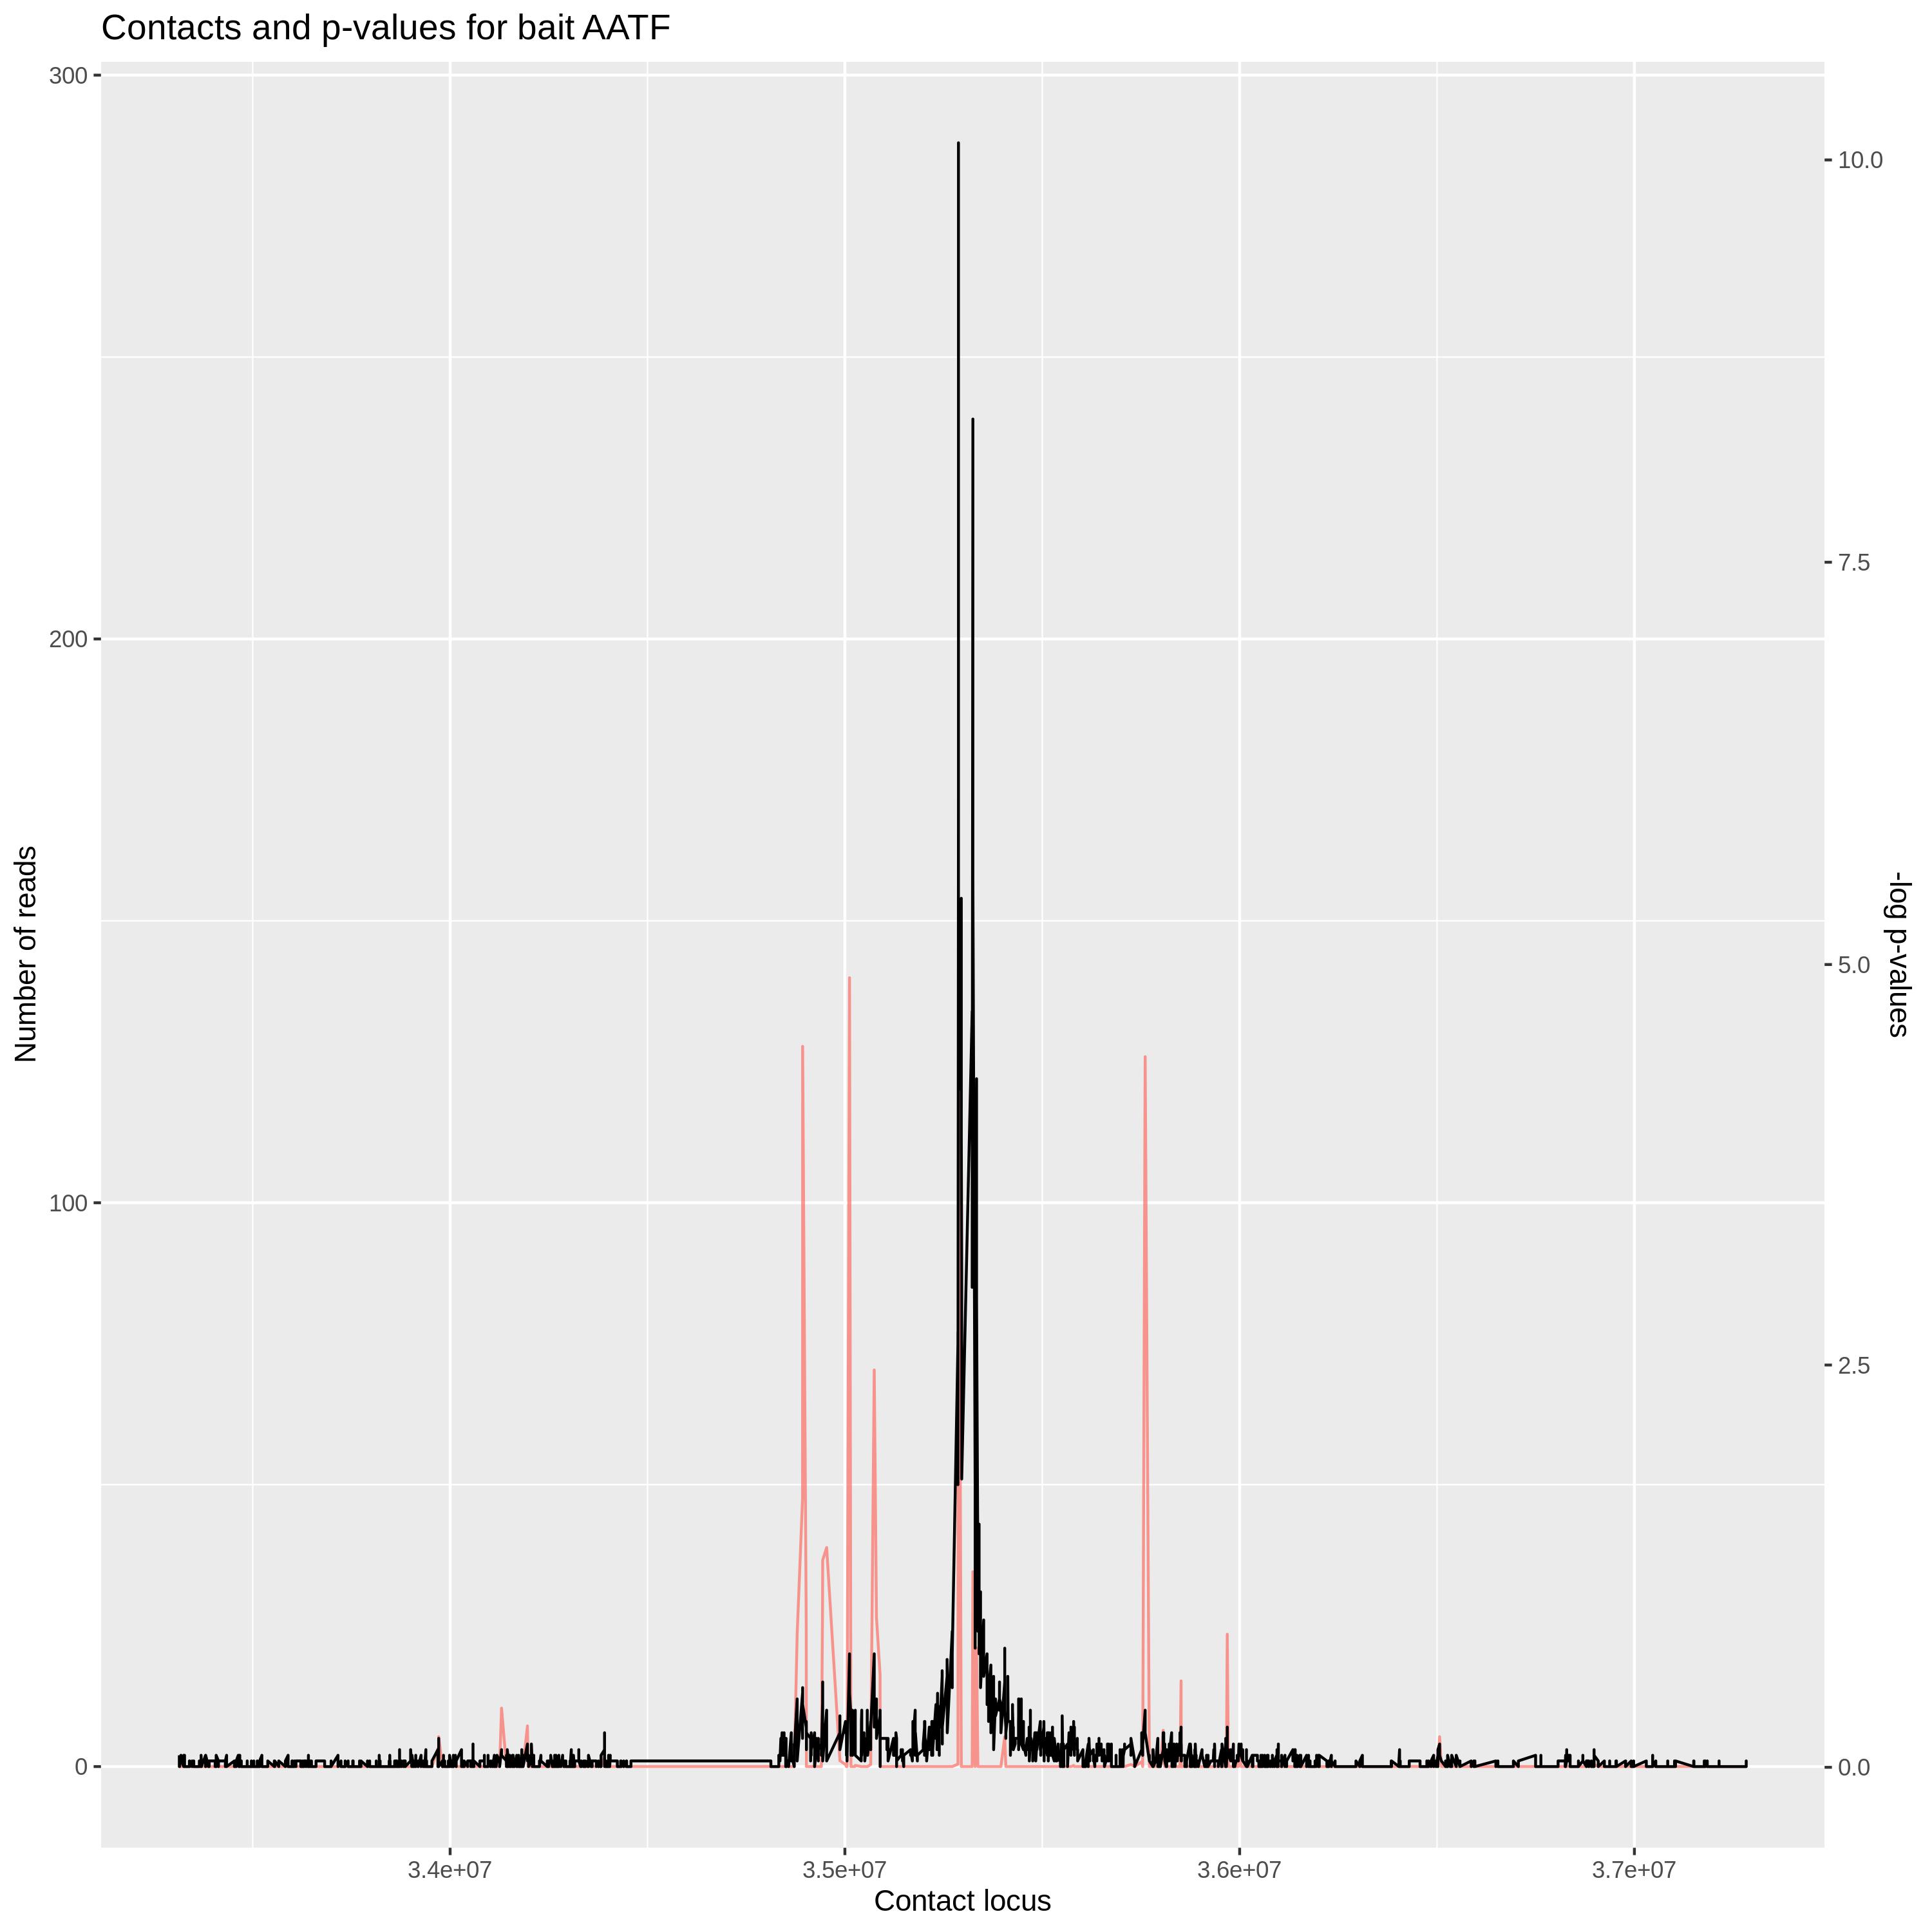 Contacts and p-values for bait AATF
300
200
100
0
Number of reads
10.0
7.5
5.0
2.5
0.0
-log p-values
3.4e+07
3.5e+07
3.6e+07
3.7e+07
Contact locus